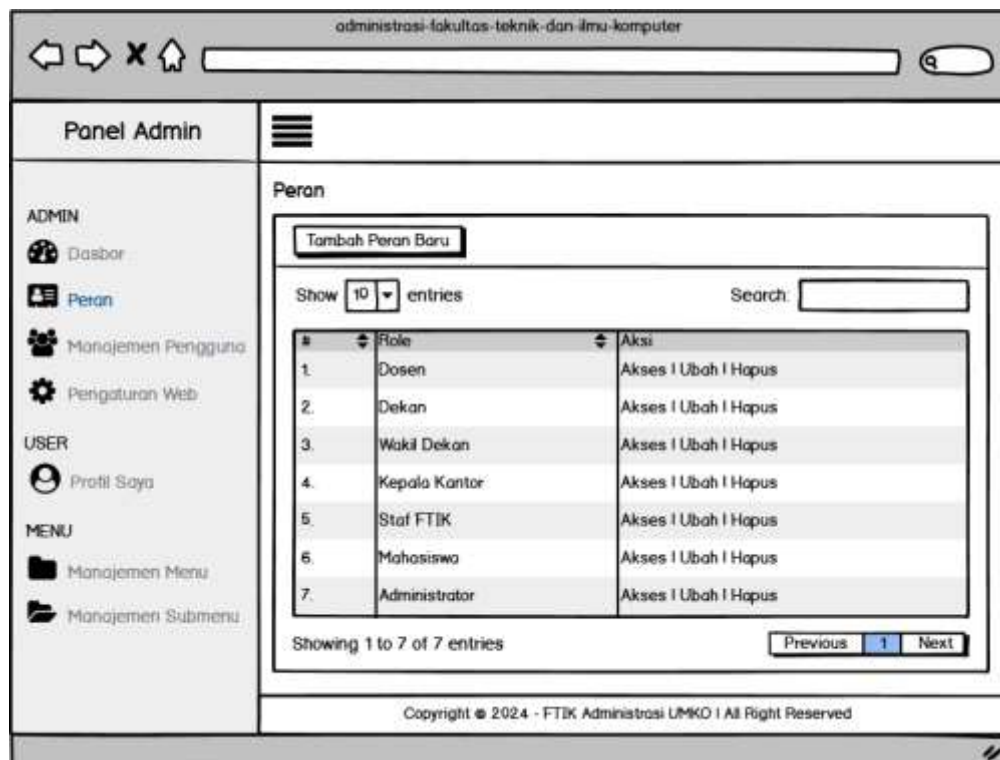 administrasi-fakultas-teknik-dan-ilmu-komputer
Panel Admin
ADMIN
Dasbor
Peran
Manajemen Pengguna
Pengaturan Web
USER
Profil Saya
MENU
Manajemen Menu
Manajemen Submenu
Peran
Tambah Peran Baru
Show 10 entries Search:
# Role Aksi
1. Dosen Akses | Ubah | Hapus
2. Dekan Akses | Ubah | Hapus
3. Wakil Dekan Akses | Ubah | Hapus
4. Kepala Kantor Akses | Ubah | Hapus
5. Staf FTIK Akses | Ubah | Hapus
6. Mahasiswa Akses | Ubah | Hapus
7. Administrator Akses | Ubah | Hapus
Showing 1 to 7 of 7 entries Previous 1 Next
Copyright © 2024 - FTIK Administrasi UMKO | All Right Reserved